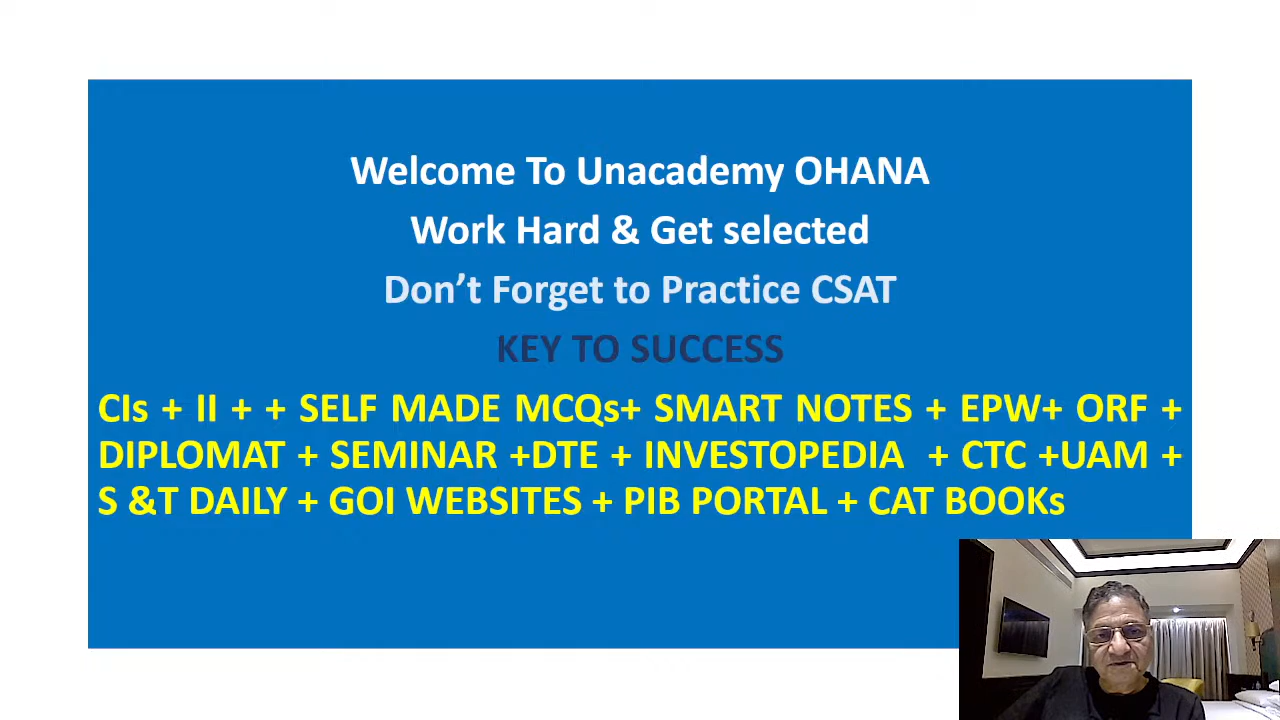 Welcome To Unacademy OHANA
Work Hard & Get selected
Don’t Forget to Practice CSAT
KEY TO SUCCESS
CIs + II + + SELF MADE MCQs+ SMART NOTES + EPW+ ORF +
DIPLOMAT + SEMINAR +DTE + INVESTOPEDIA + CTC +UAM +
S &T DAILY + GOI WEBSITES + PIB PORTAL + CAT BOOKs